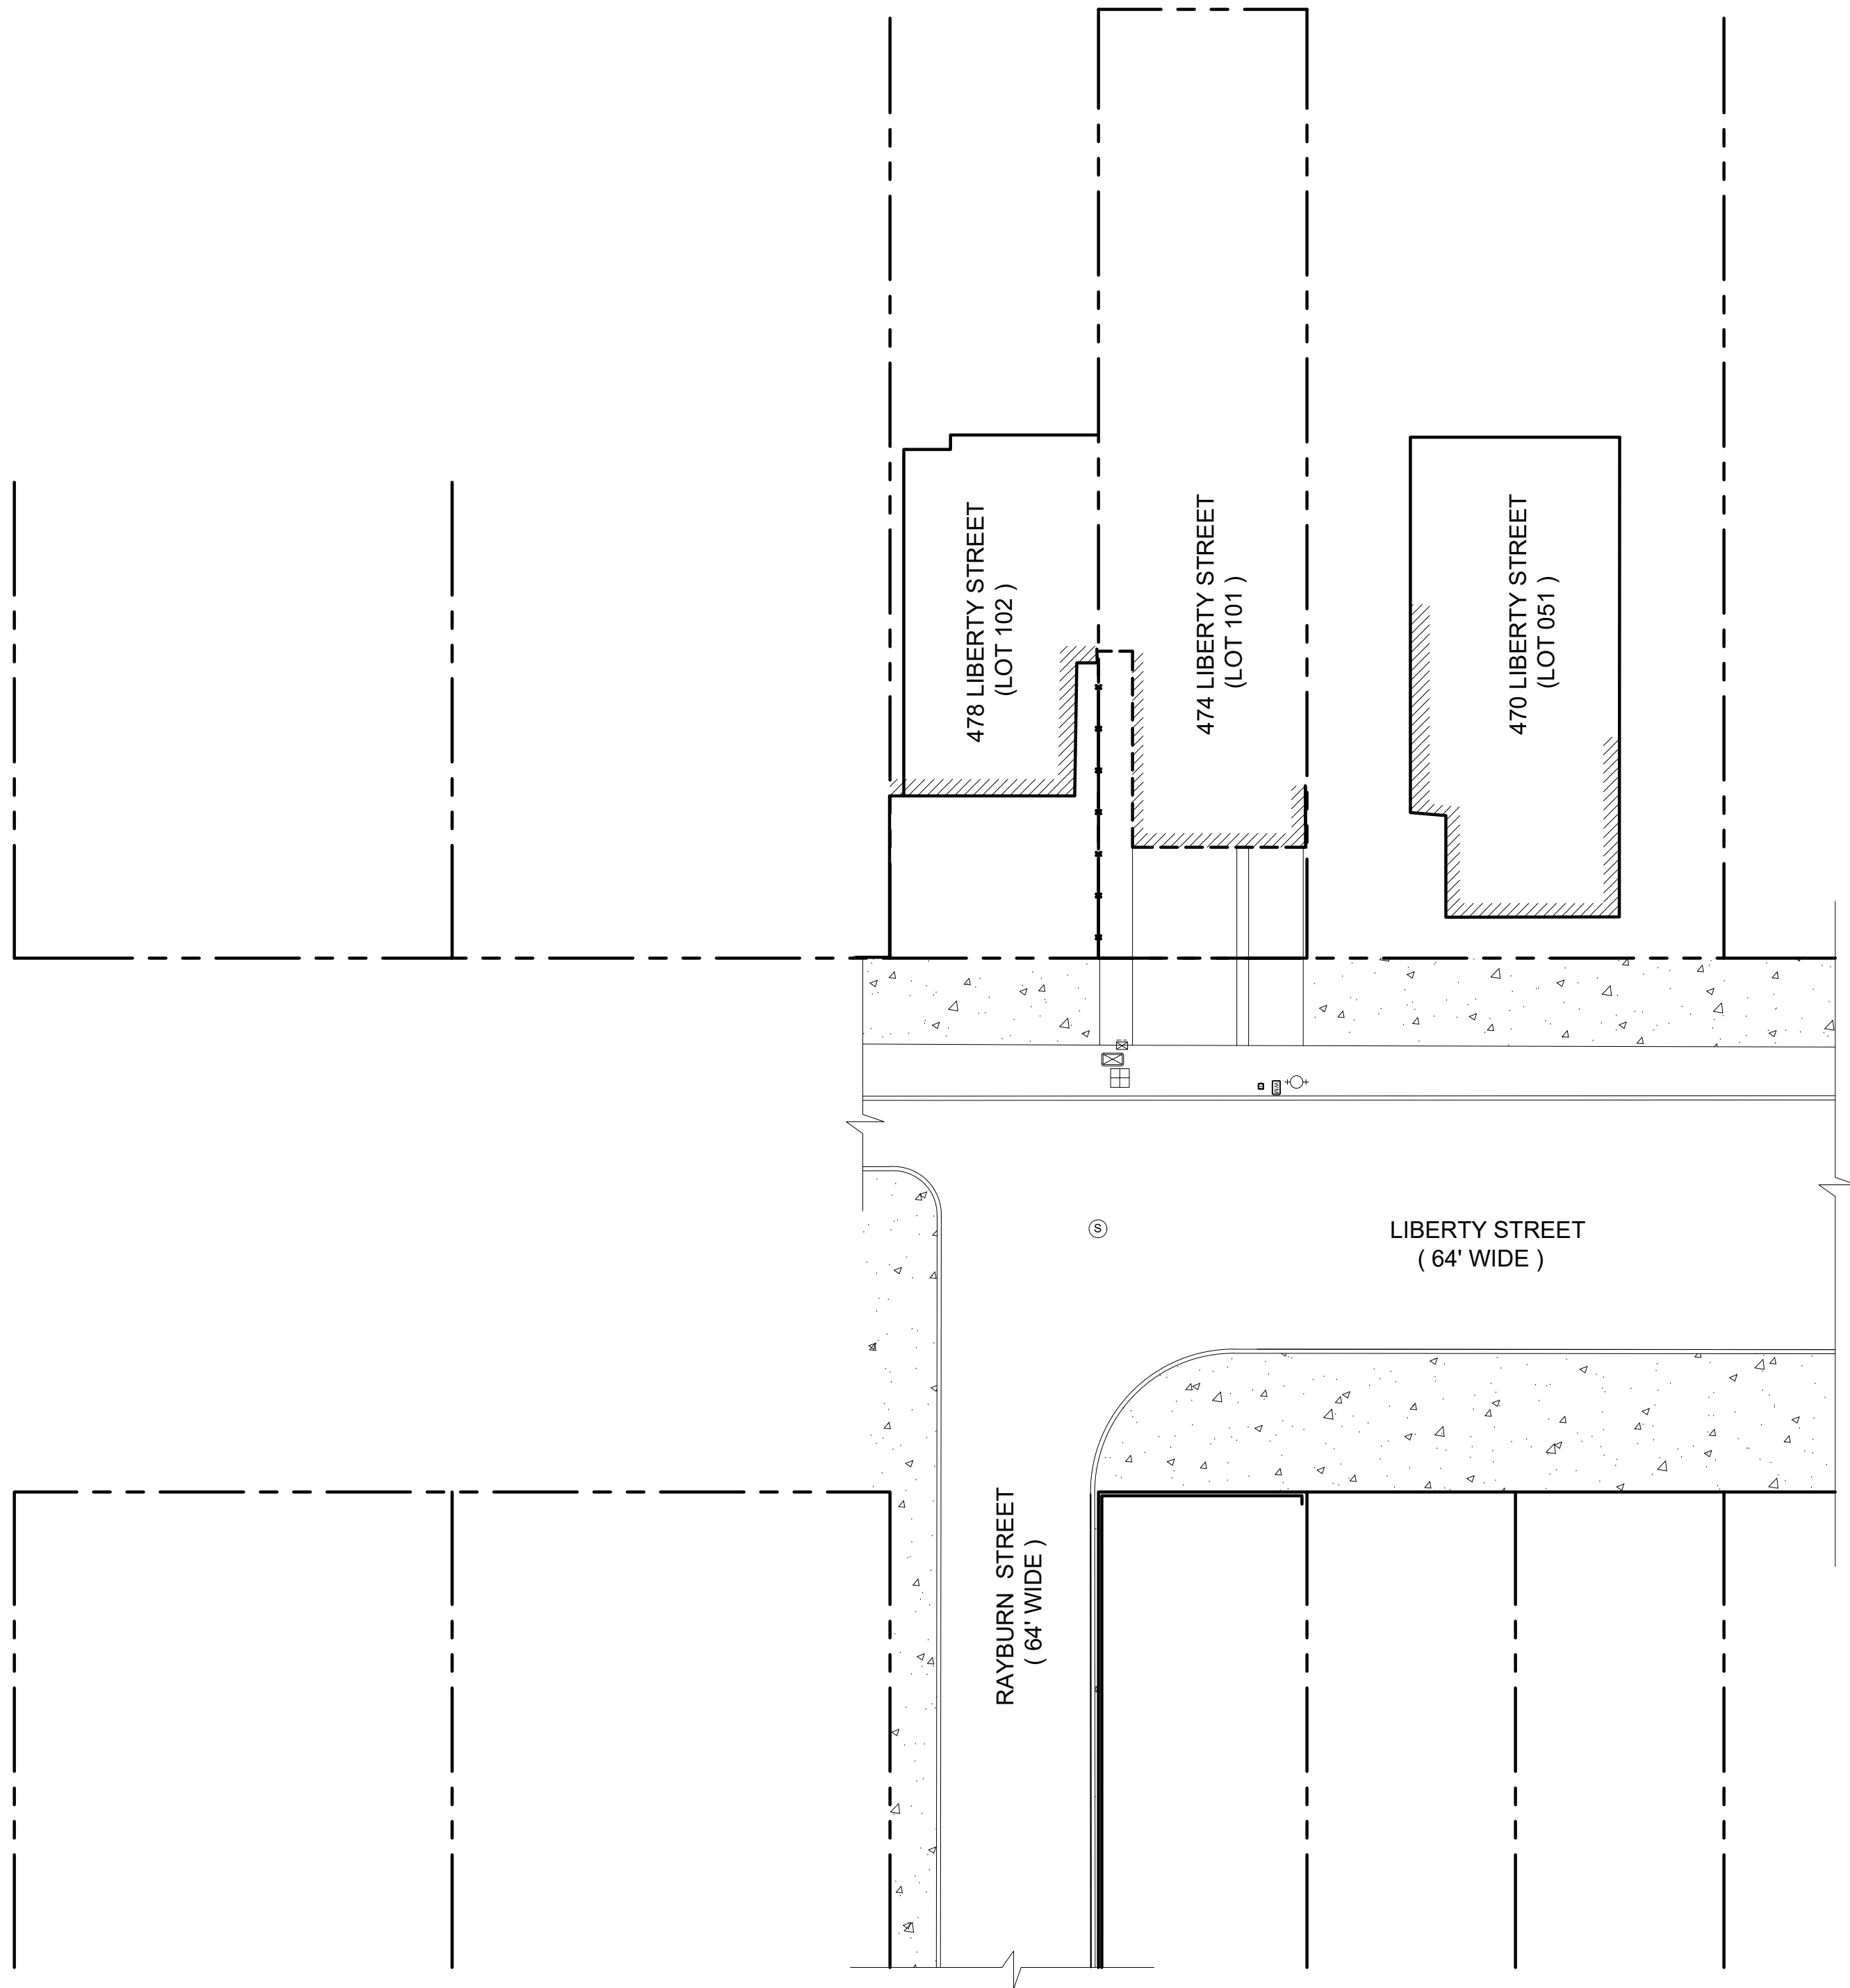 478 LIBERTY STREET
(LOT 102 )
474 LIBERTY STREET
(LOT 101 )
470 LIBERTY STREET
(LOT 051 )
WM
S
LIBERTY STREET
( 64' WIDE )
RAYBURN  STREET
( 64' WIDE )